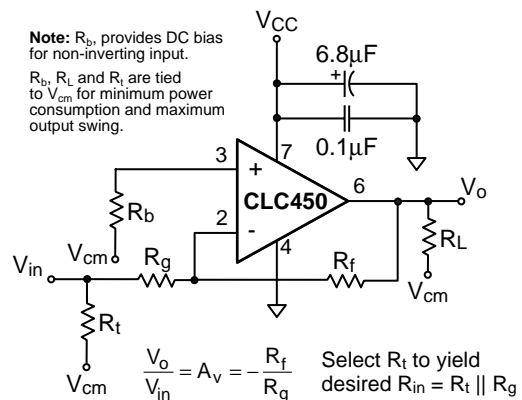 Note: Rb, provides DC bias
for non-inverting input.
Rb, RL and Rt are tied
to Vcm for minimum power
consumption and maximum
output swing.
VCC
6.8µF
+
0.1µF
7
3
+
CLC450
6
Vo
2
-
4
Rb
Vcm
Rg
Rf
RL
Vcm
Vin
Rt
Vcm
Vo/Vin = Av = −Rf/Rg
Select Rt to yield
desired Rin = Rt || Rg